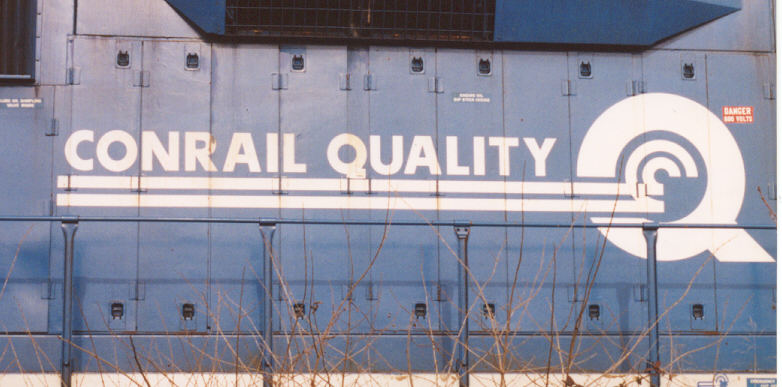 CONRAIL QUALITY
DANGER
600 VOLTS